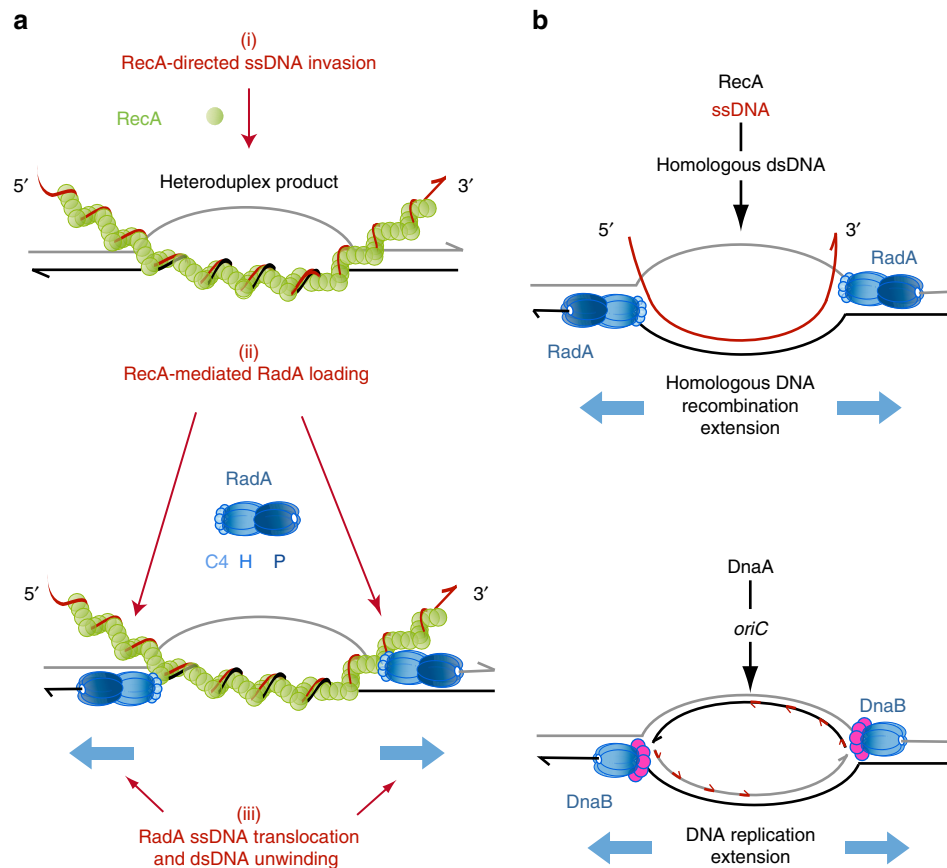 a
(i)
RecA-directed ssDNA invasion
RecA
5′
Heteroduplex product
3′
(ii)
RecA-mediated RadA loading
RadA
C4 H P
5′
3′
(iii)
RadA ssDNA translocation
and dsDNA unwinding
b
RecA
ssDNA
Homologous dsDNA
5′
3′
RadA
RadA
Homologous DNA
recombination
extension
DnaA
oriC
DnaB
DnaB
DNA replication
extension